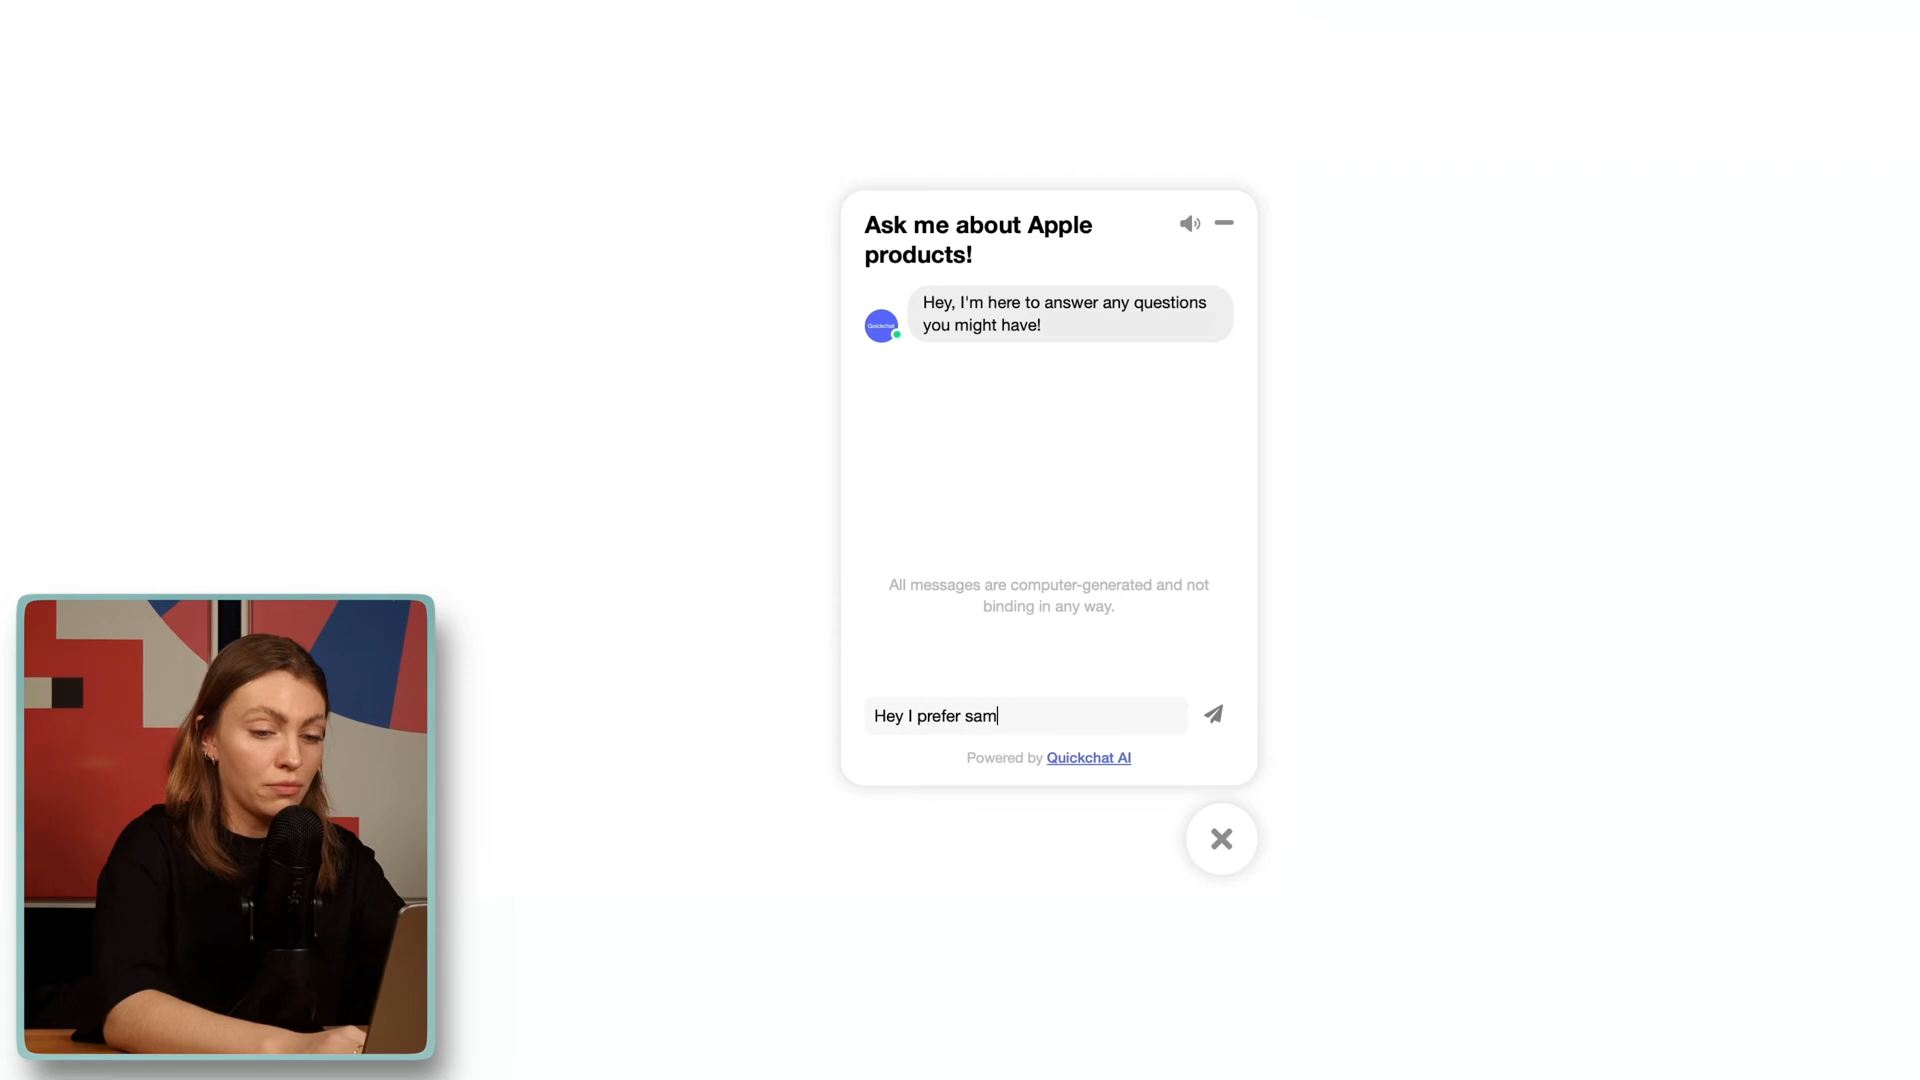 Ask me about Apple
products!
Hey, I'm here to answer any questions
you might have!
Quickchat
All messages are computer-generated and not
binding in any way.
Hey I prefer sam
Powered by Quickchat AI